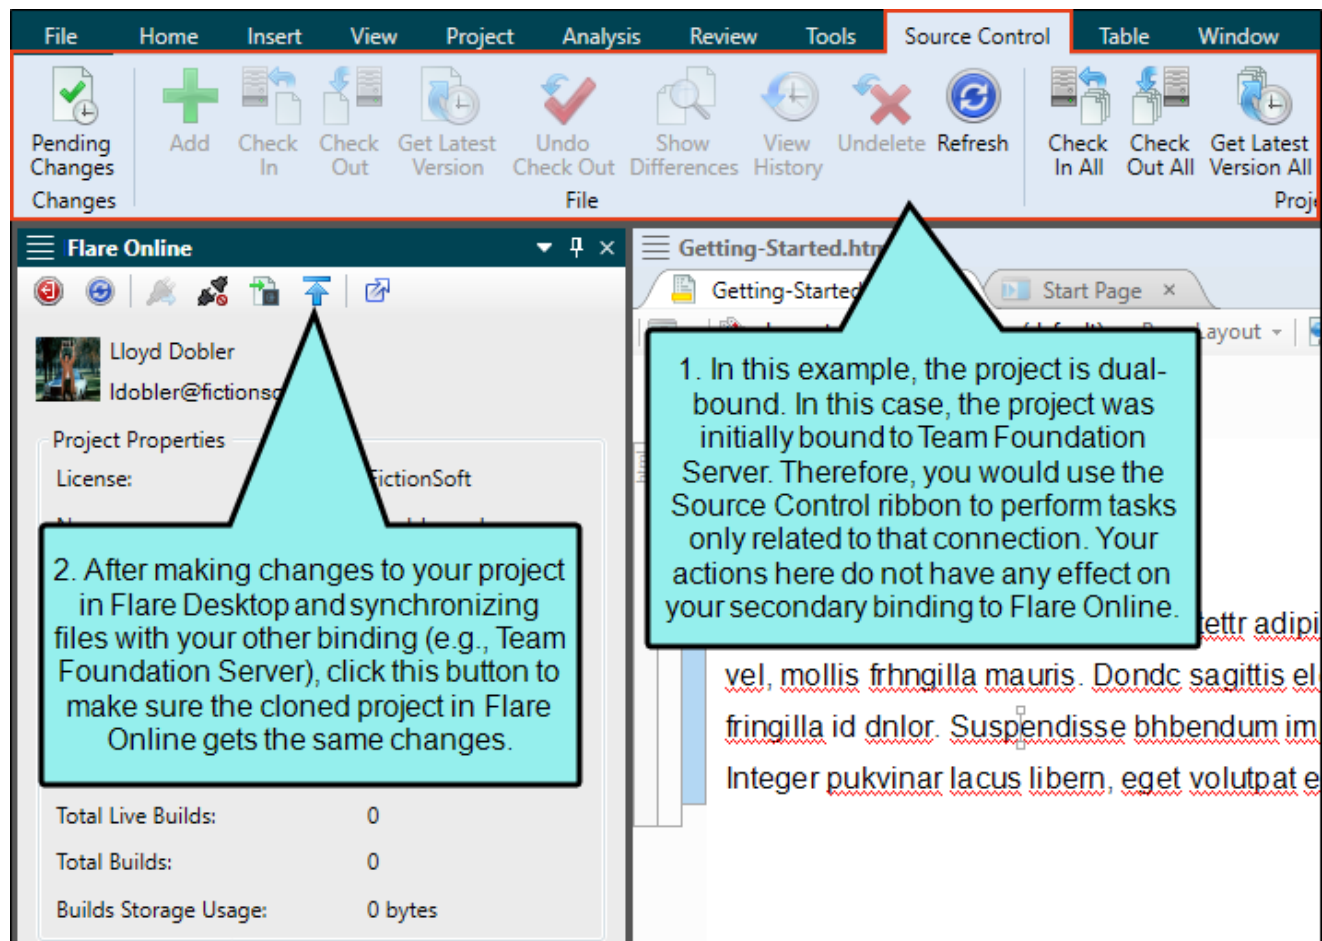 File Home Insert View Project Analysis Review Tools Source Control Table Window
Pending Changes
Add
Check In
Check Out
Get Latest Version
Undo Check Out
Show Differences
View History
Undelete
Refresh
Check In All
Check Out All
Get Latest Version All
Changes
File
Flare Online
Getting-Started.htm
Getting-Started
Start Page
Lloyd Dobler
ldobler@fictionso
Project Properties
License:
FictionSoft
1. In this example, the project is dual-
bound. In this case, the project was
initially bound to Team Foundation
Server. Therefore, you would use the
Source Control ribbon to perform tasks
only related to that connection. Your
actions here do not have any effect on
your secondary binding to Flare Online.
2. After making changes to your project
in Flare Desktop and synchronizing
files with your other binding (e.g., Team
Foundation Server), click this button to
make sure the cloned project in Flare
Online gets the same changes.
Total Live Builds: 0
Total Builds: 0
Builds Storage Usage: 0 bytes
tettr adipi
vel, mollis frhngilla mauris. Dondc sagittis el
fringilla id dnlor. Suspendisse bhbendum im
Integer pukvinar lacus libern, eget volutpat e